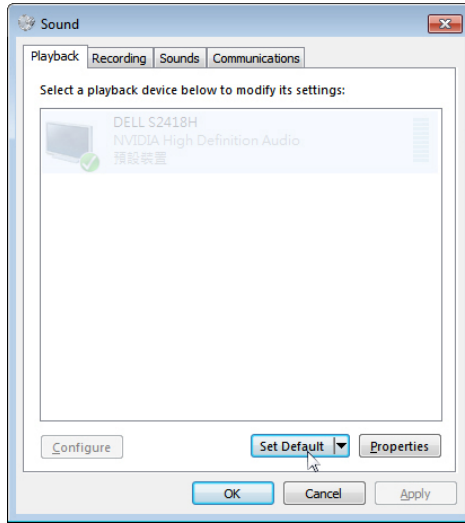 Sound
Playback Recording Sounds Communications
Select a playback device below to modify its settings:
DELL S2418H
NVIDIA High Definition Audio
預設裝置
Configure Set Default Properties
OK Cancel Apply